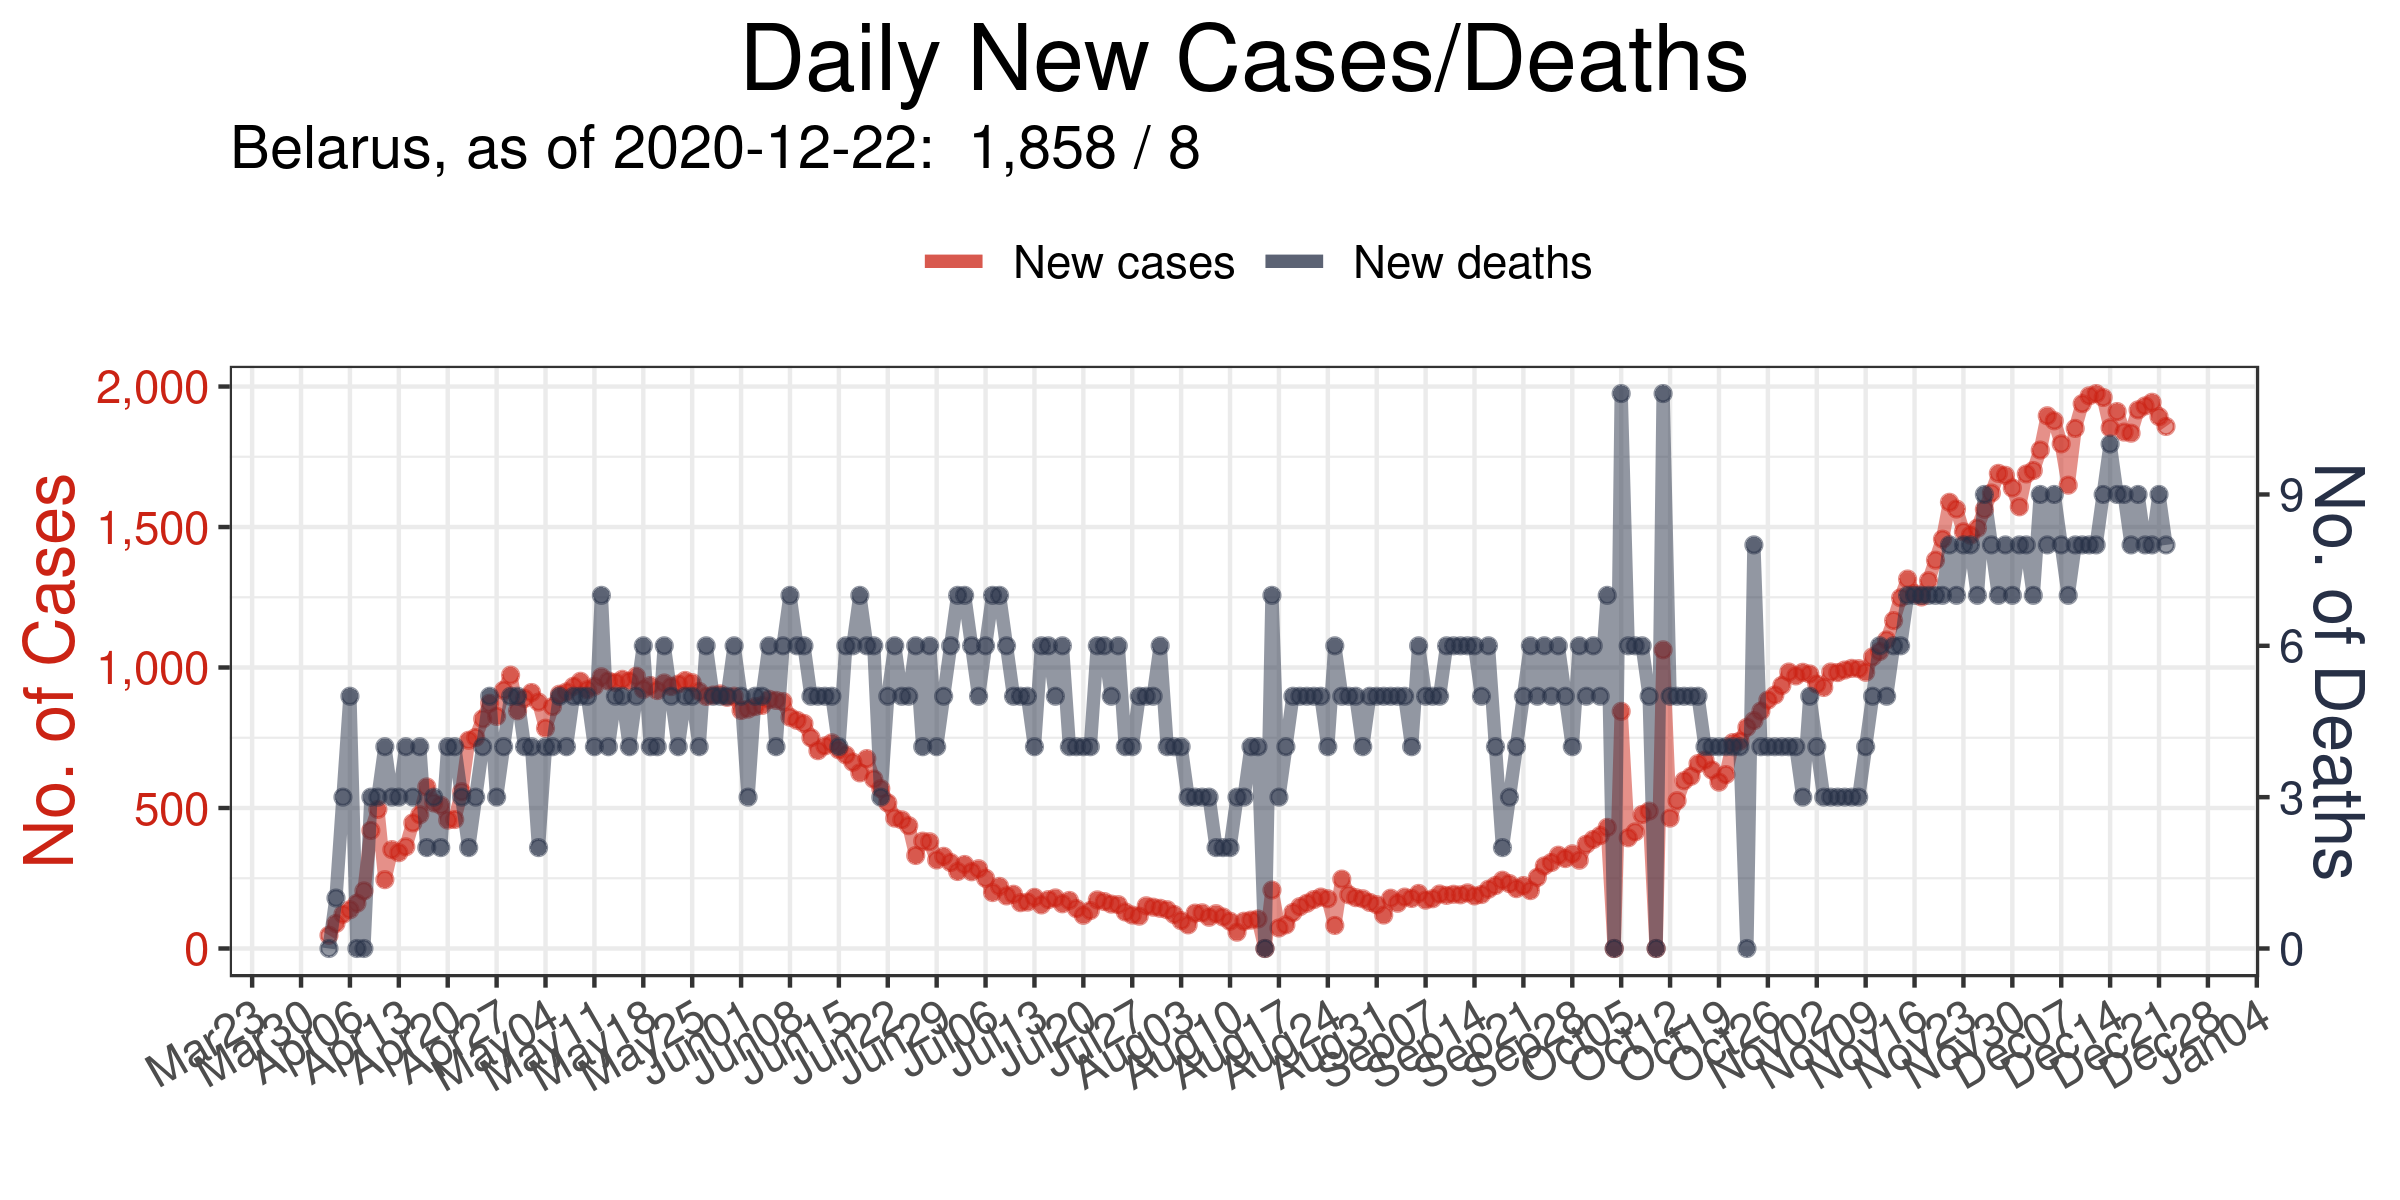 Daily New Cases/Deaths
Belarus, as of 2020-12-22:  1,858 / 8
New cases
New deaths
No. of Cases
2,000
1,500
1,000
500
0
No. of Deaths
9
6
3
0
Mar23
Mar30
Apr06
Apr13
Apr20
Apr27
May04
May11
May18
May25
Jun01
Jun08
Jun15
Jun22
Jun29
Jul06
Jul13
Jul20
Jul27
Aug03
Aug10
Aug17
Aug24
Aug31
Sep07
Sep14
Sep21
Sep28
Oct05
Oct12
Oct19
Oct26
Nov02
Nov09
Nov16
Nov23
Nov30
Dec07
Dec14
Dec21
Dec28
Jan04